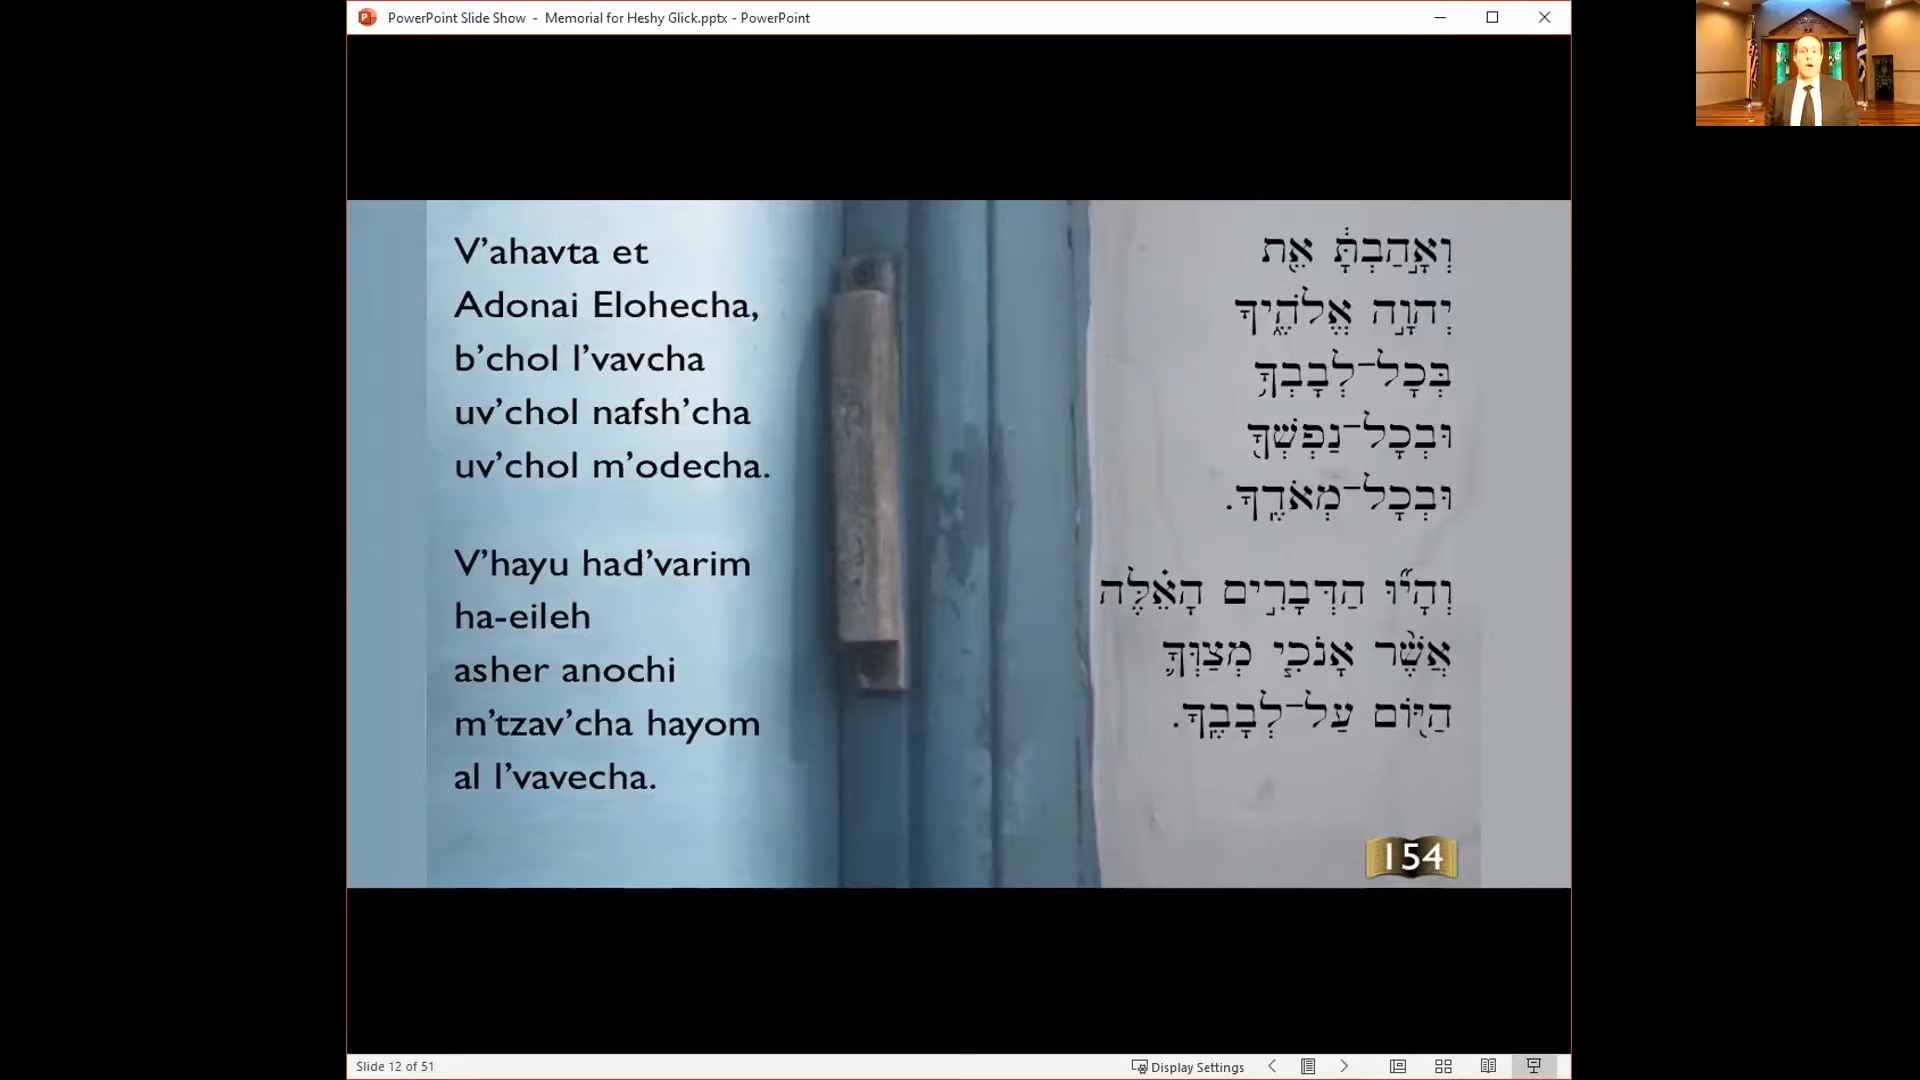 PowerPoint Slide Show - Memorial for Heshy Glick.pptx - PowerPoint
V’ahavta et
Adonai Elohecha,
b’chol l’vavcha
uv’chol nafsh’cha
uv’chol m’odecha.
V’hayu had’varim
ha-eileh
asher anochi
m’tzav’cha hayom
al l’vavecha.
וְאָ֣הַבְתָּ֔ אֵ֖ת
יְהֹוָ֣ה אֱלֹהֶ֑יךָ
בְּכׇל־לְבָבְךָ֥
וּבְכׇל־נַפְשְׁךָ֖
וּבְכׇל־מְאֹדֶֽךָ.
וְהָי֞וּ הַדְּבָרִ֣ים הָאֵ֗לֶּה
אֲשֶׁ֨ר אָנֹכִ֧י מְצַוְּךָ֛
הַיּ֖וֹם עַל־לְבָבֶֽךָ.
154
Slide 12 of 51
Display Settings